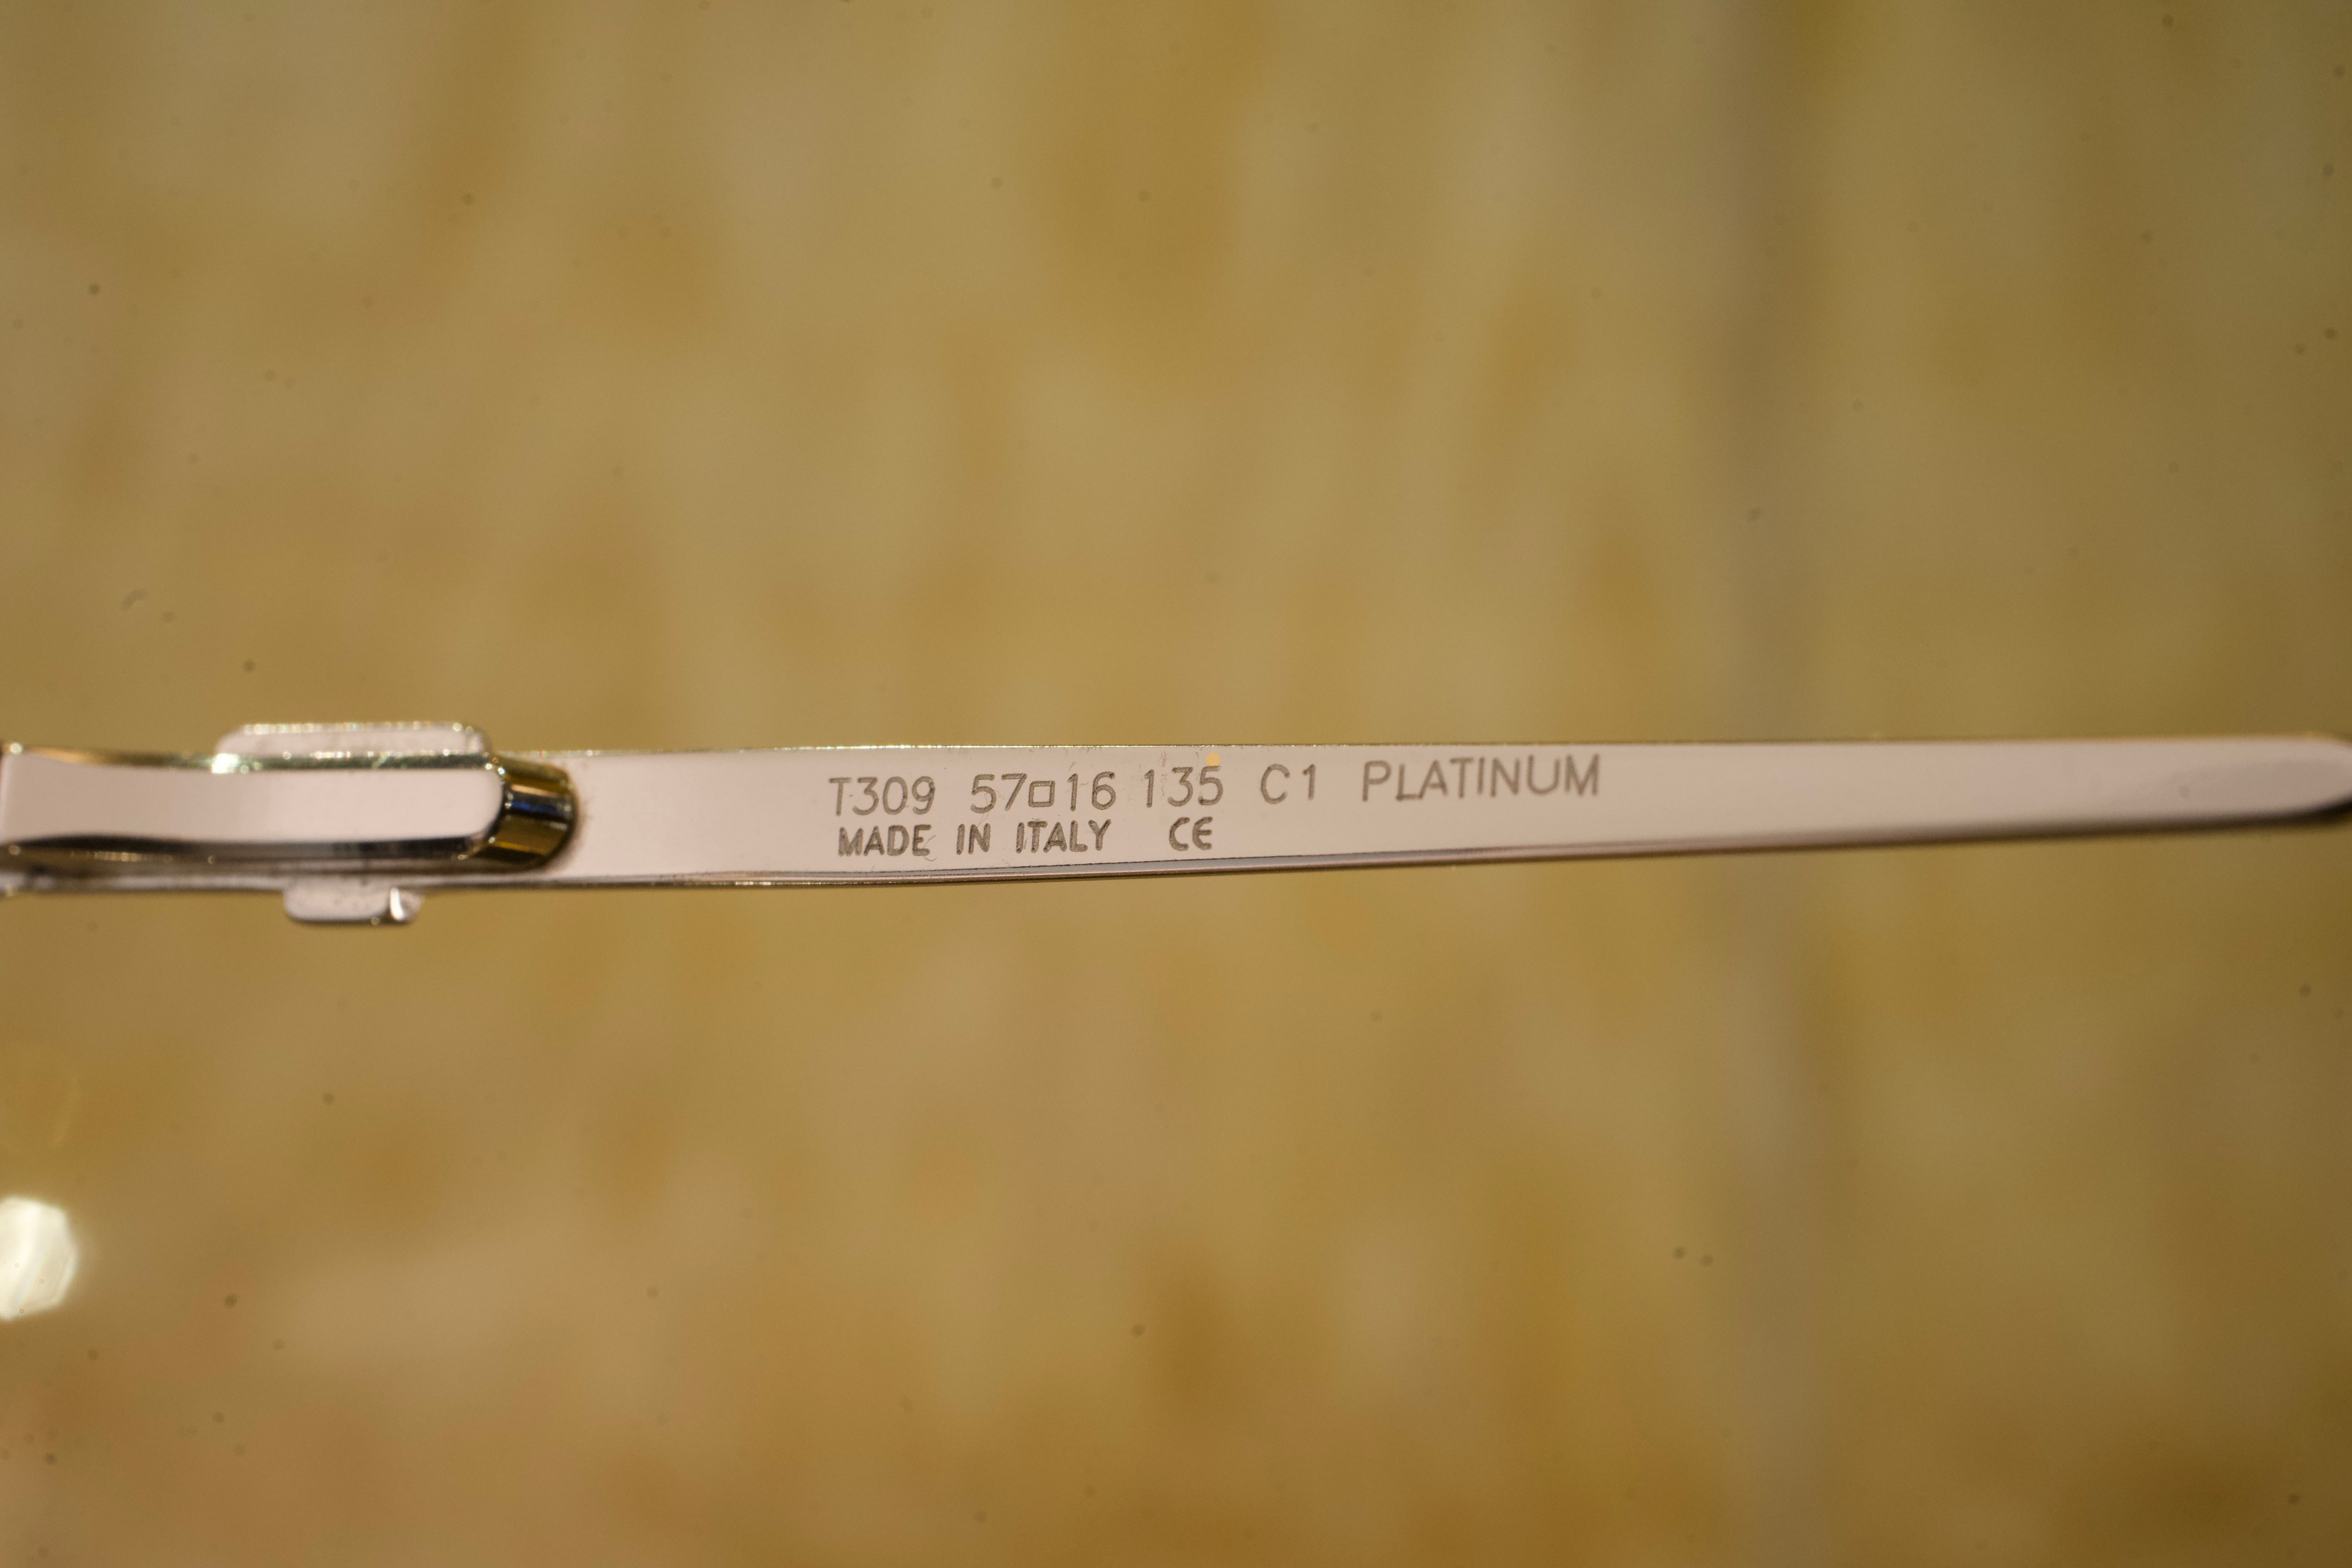 T309 57□16 135 C1 PLATINUM
MADE IN ITALY CE